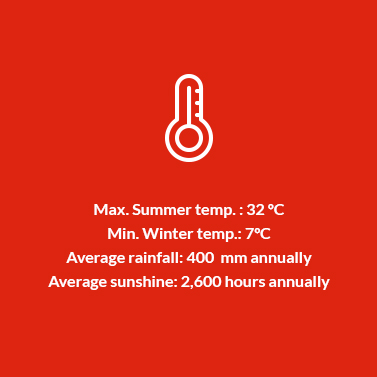 Max. Summer temp. : 32 ºC
Min. Winter temp.: 7ºC
Average rainfall: 400  mm annually
Average sunshine: 2,600 hours annually